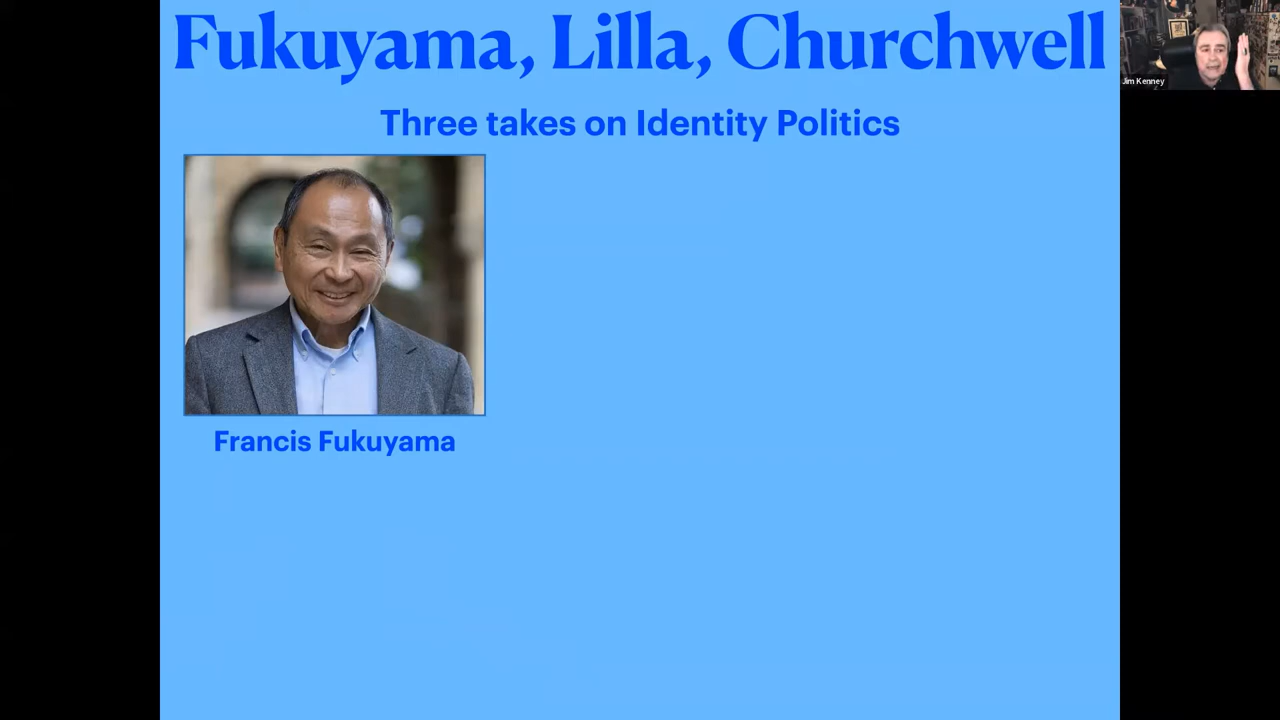 Fukuyama, Lilla, Churchwell
Three takes on Identity Politics
Francis Fukuyama
Jim Kenney